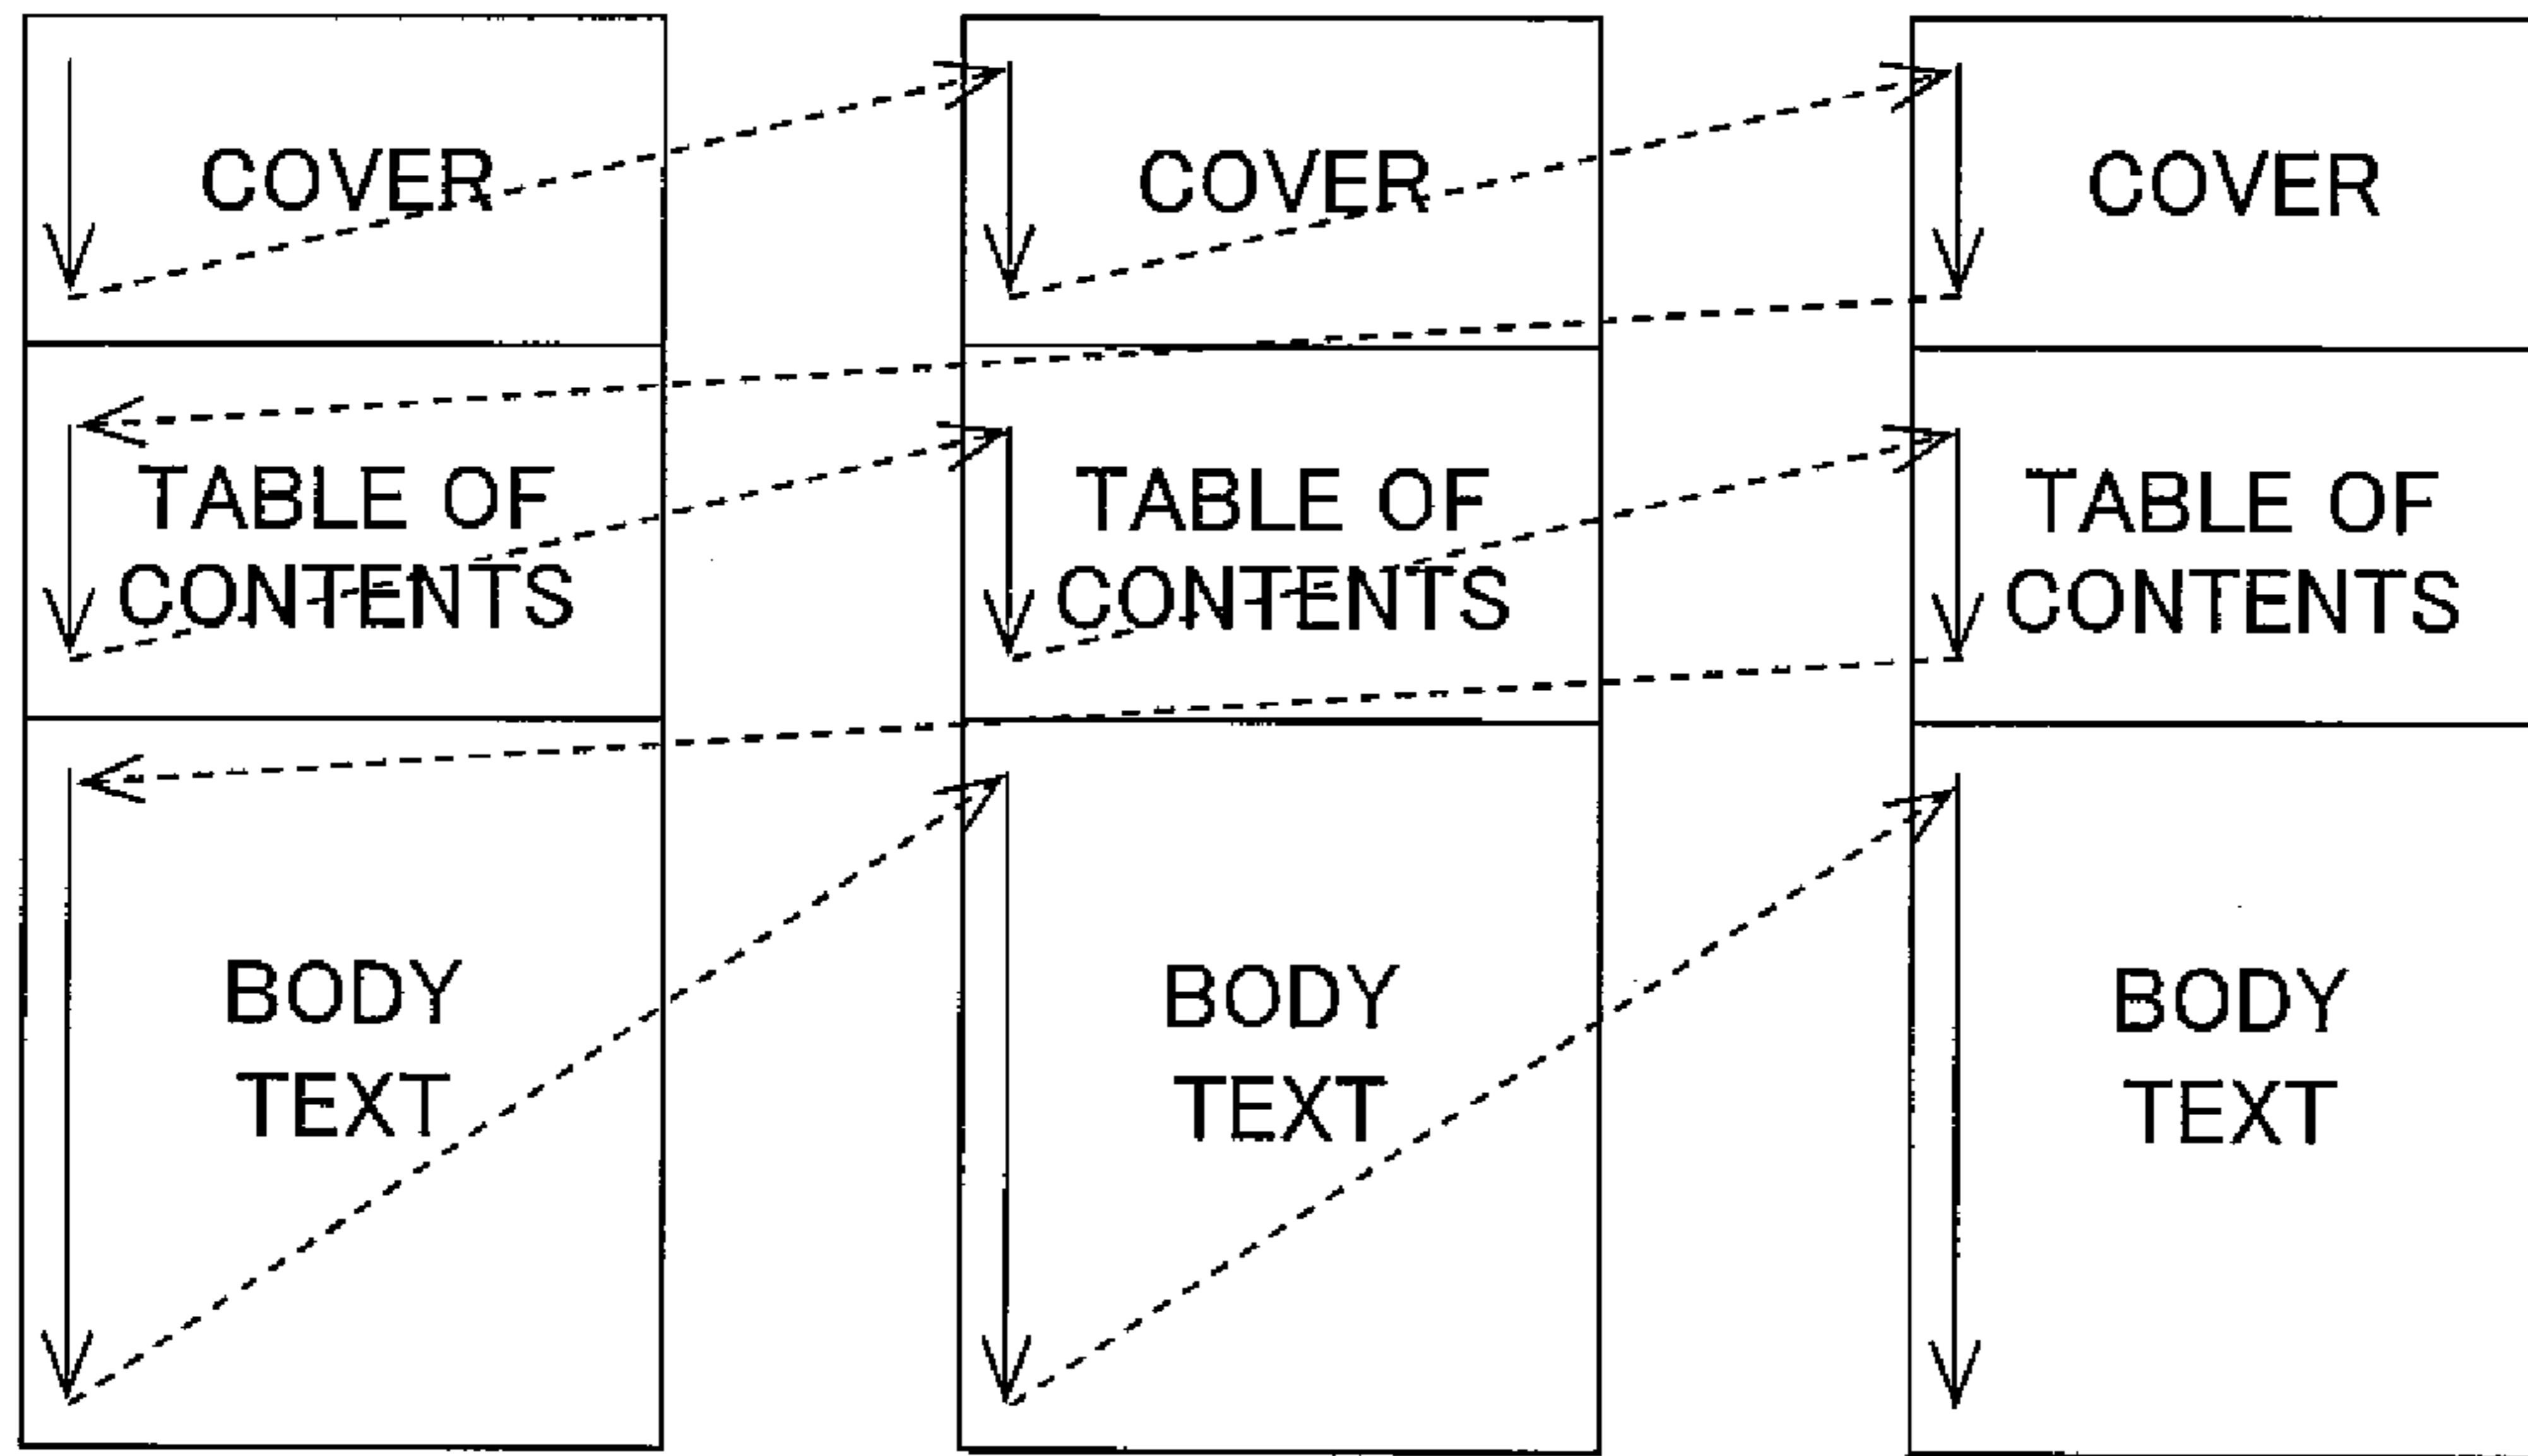 COVER
COVER
COVER
TABLE OF
CONTENTS
TABLE OF
CONTENTS
TABLE OF
CONTENTS
BODY
TEXT
BODY
TEXT
BODY
TEXT